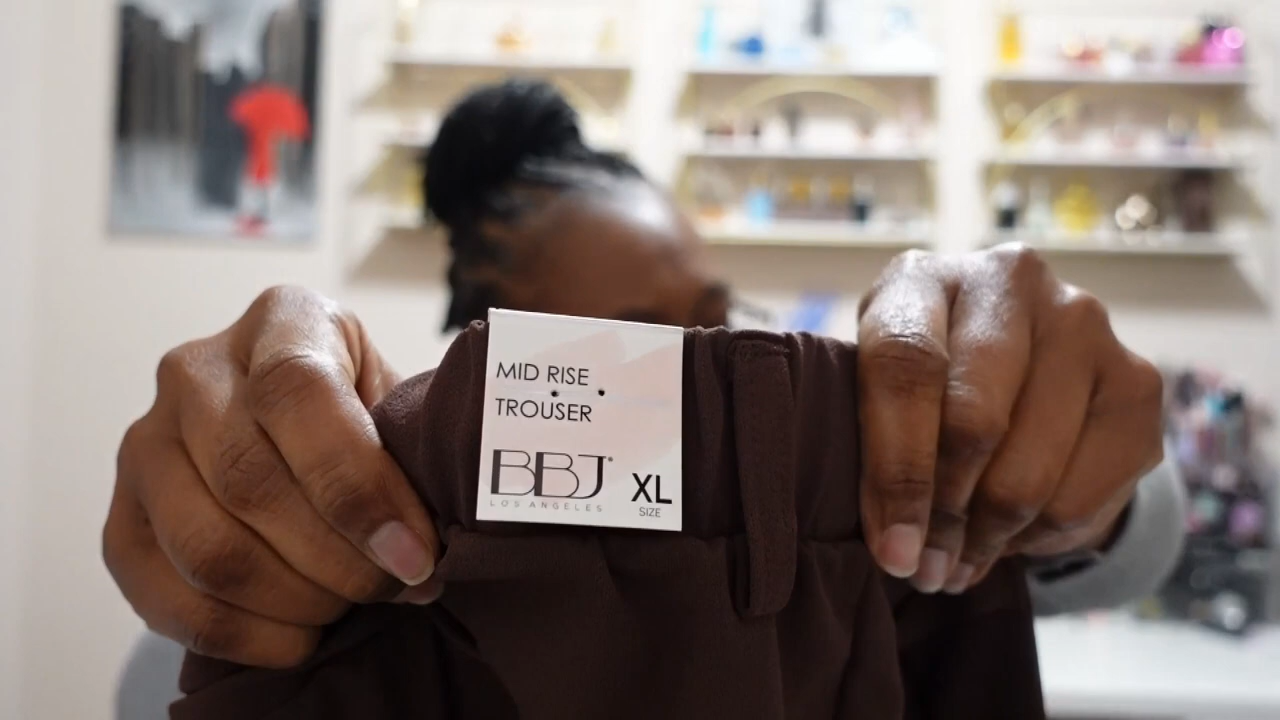 MID RISE
TROUSER
BBJ®
LOS ANGELES
XL
SIZE